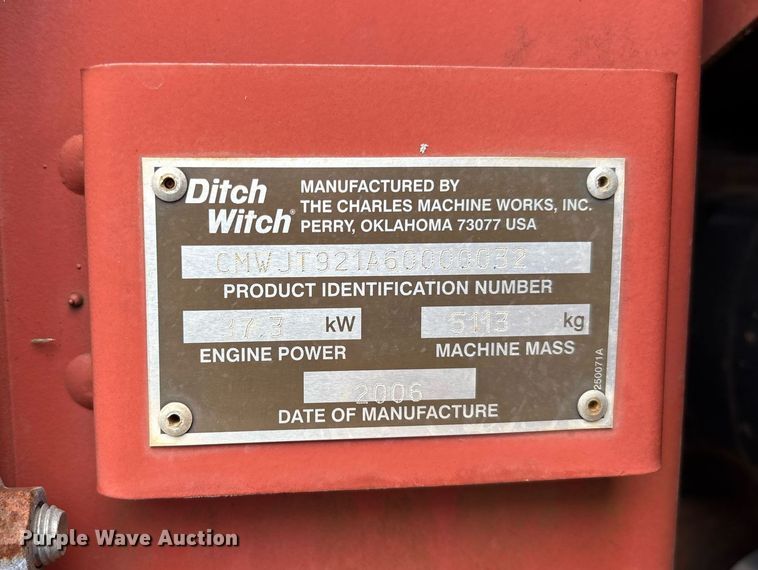 Ditch Witch®
MANUFACTURED BY
THE CHARLES MACHINE WORKS, INC.
PERRY, OKLAHOMA 73077 USA
CMWJT921A60000032
PRODUCT IDENTIFICATION NUMBER
kW
5113 kg
ENGINE POWER
MACHINE MASS
2006
DATE OF MANUFACTURE
250071A
Purple Wave Auction